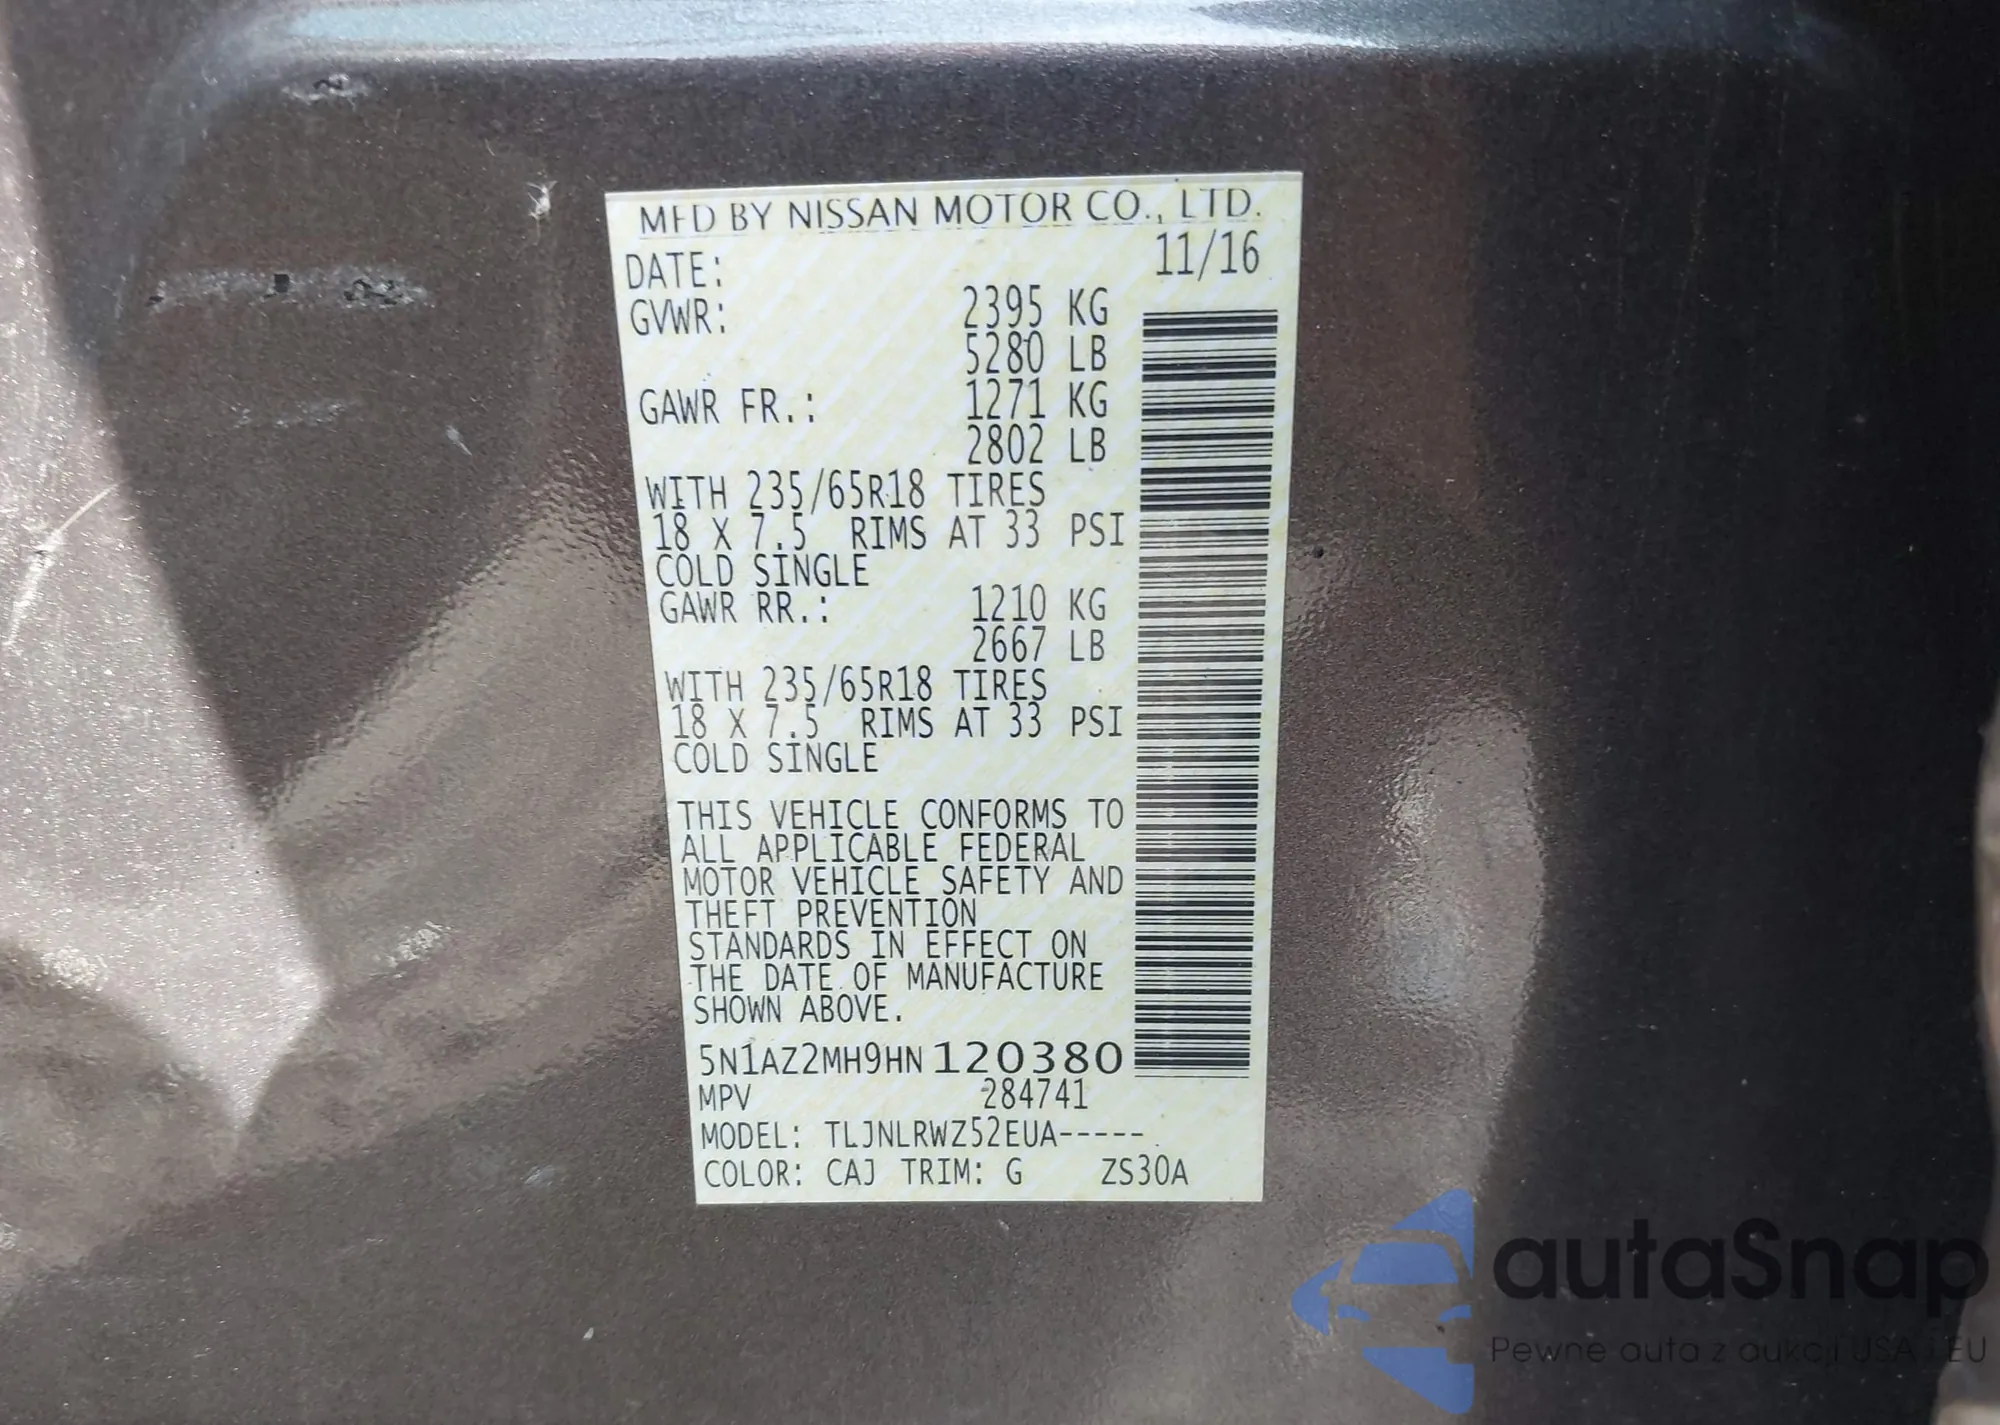 MFD BY NISSAN MOTOR CO., LTD.
DATE: 11/16
GVWR: 2395 KG
5280 LB
GAWR FR.: 1271 KG
2802 LB
WITH 235/65R18 TIRES
18 X 7.5 RIMS AT 33 PSI
COLD SINGLE
GAWR RR.: 1210 KG
2667 LB
WITH 235/65R18 TIRES
18 X 7.5 RIMS AT 33 PSI
COLD SINGLE
THIS VEHICLE CONFORMS TO
ALL APPLICABLE FEDERAL
MOTOR VEHICLE SAFETY AND
THEFT PREVENTION
STANDARDS IN EFFECT ON
THE DATE OF MANUFACTURE
SHOWN ABOVE.
5N1AZ2MH9HN120380
MPV 284741
MODEL: TLJNLRWZ52EUA-----
COLOR: CAJ TRIM: G ZS30A
autaSnap
Pewne auta z aukcji USA i EU